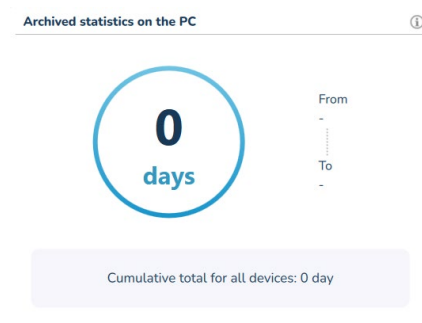 Archived statistics on the PC
0
days
From
-
To
-
Cumulative total for all devices: 0 day